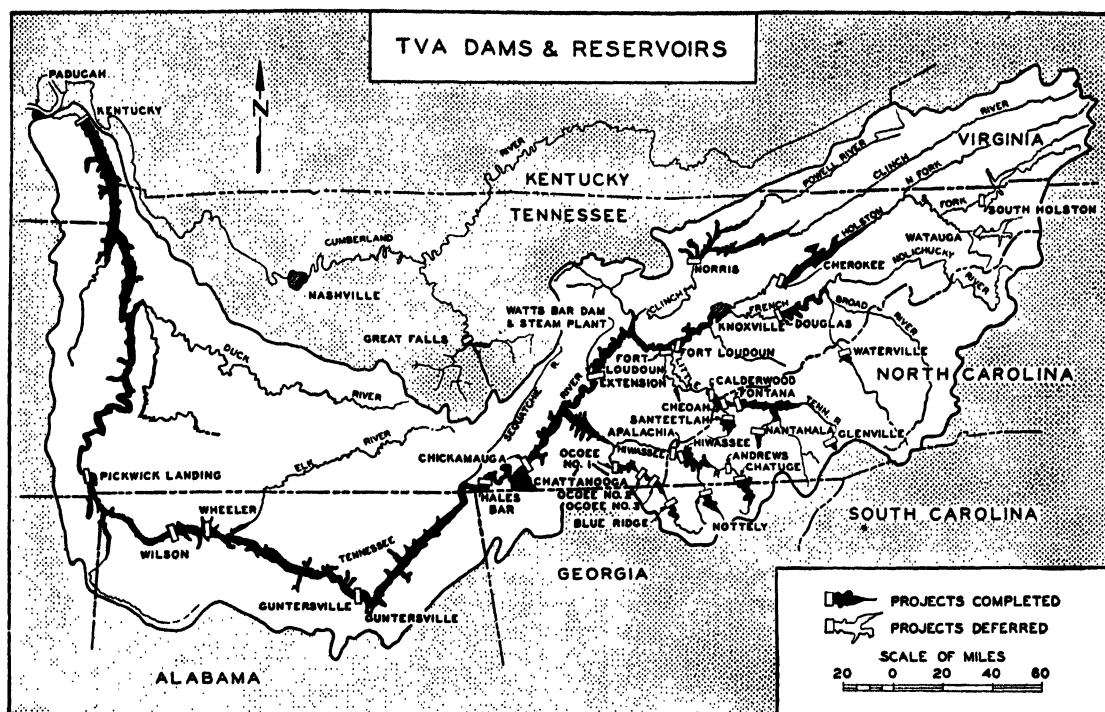 TVA DAMS & RESERVOIRS
PADUCAH
KENTUCKY
N
RIVER
VIRGINIA
POWELL RIVER
CLINCH
RIVER
N FORK
KENTUCKY
TENNESSEE
FORK
SOUTH HOLSTON
HOLSTON
WATAUGA
CUMBERLAND
NORRIS
CHEROKEE
NOLICHUCKY
RIVER
NASHVILLE
CLINCH
FRENCH
BROAD
RIVER
WATTS BAR DAM
& STEAM PLANT
KNOXVILLE
DOUGLAS
GREAT FALLS
FORT LOUDOUN
FORT
LOUDOUN
EXTENSION
LITTLE
WATERVILLE
DUCK
RIVER
NORTH CAROLINA
CALDERWOOD
FONTANA
CHEOAH
SANTEETLAH
TENN. R.
SEQUATCHE
R.
RIVER
APALACHIA
NANTAHALA
GLENVILLE
ELK
RIVER
HIWASSEE
HIWASSEE
CHICKAMAUGA
OCOEE
NO. 1
ANDREWS
CHATUGE
PICKWICK LANDING
HALES
BAR
CHATTANOOGA
OCOEE NO. 2
OCOEE NO. 3
BLUE RIDGE
NOTTELY
SOUTH CAROLINA
WHEELER
WILSON
TENNESSEE
GEORGIA
GUNTERSVILLE
GUNTERSVILLE
ALABAMA
PROJECTS COMPLETED
PROJECTS DEFERRED
SCALE OF MILES
20 0 20 40 60